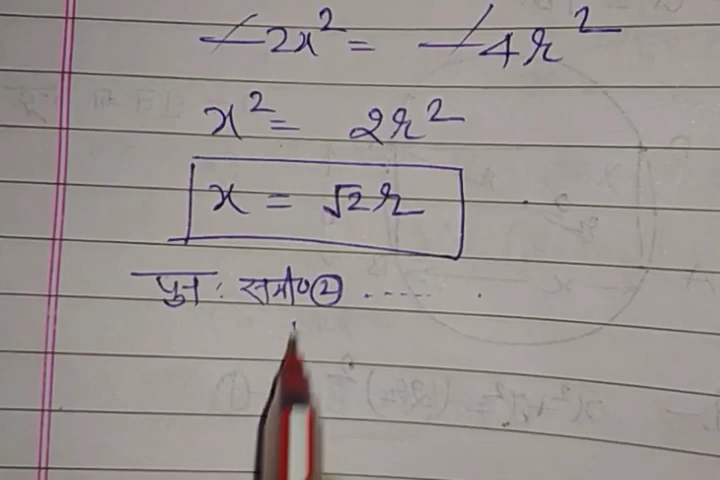 -2x² = -4r²
x² = 2r²
x = √2r
पुनः समी० ② .....